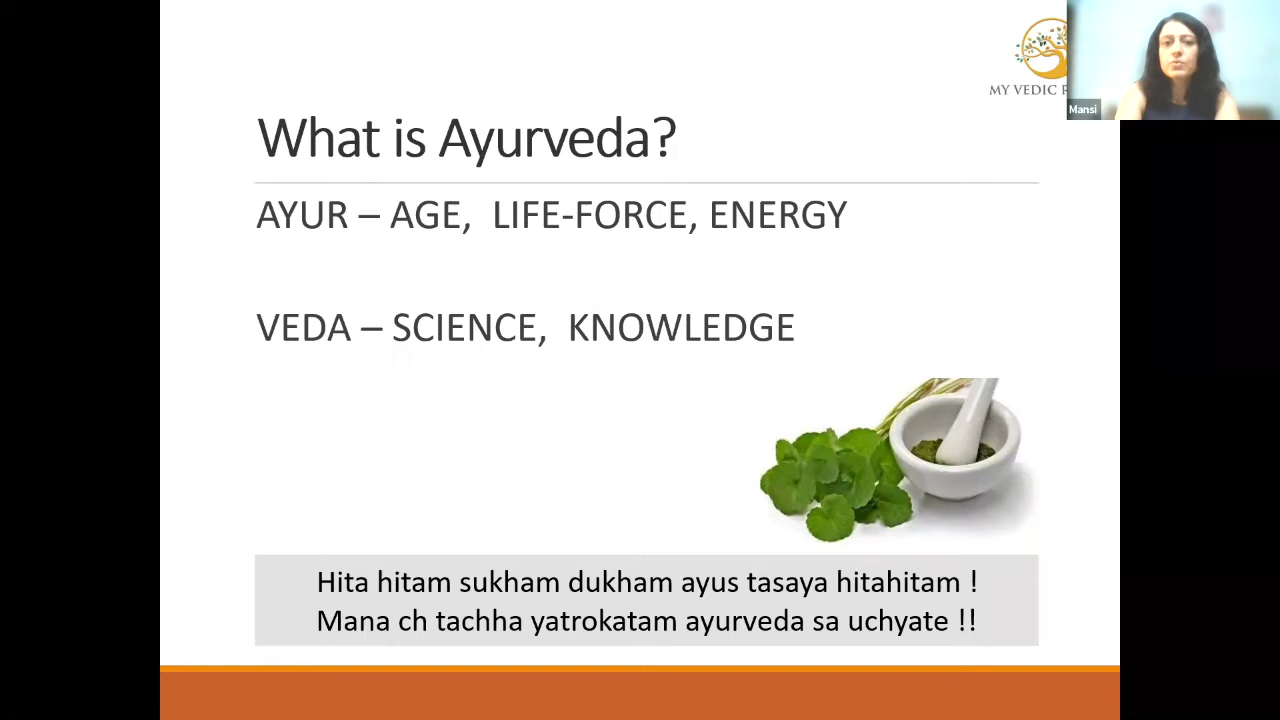 MY VEDIC
Mansi
What is Ayurveda?
AYUR – AGE, LIFE-FORCE, ENERGY
VEDA – SCIENCE, KNOWLEDGE
Hita hitam sukham dukham ayus tasaya hitahitam !
Mana ch tachha yatrokatam ayurveda sa uchyate !!